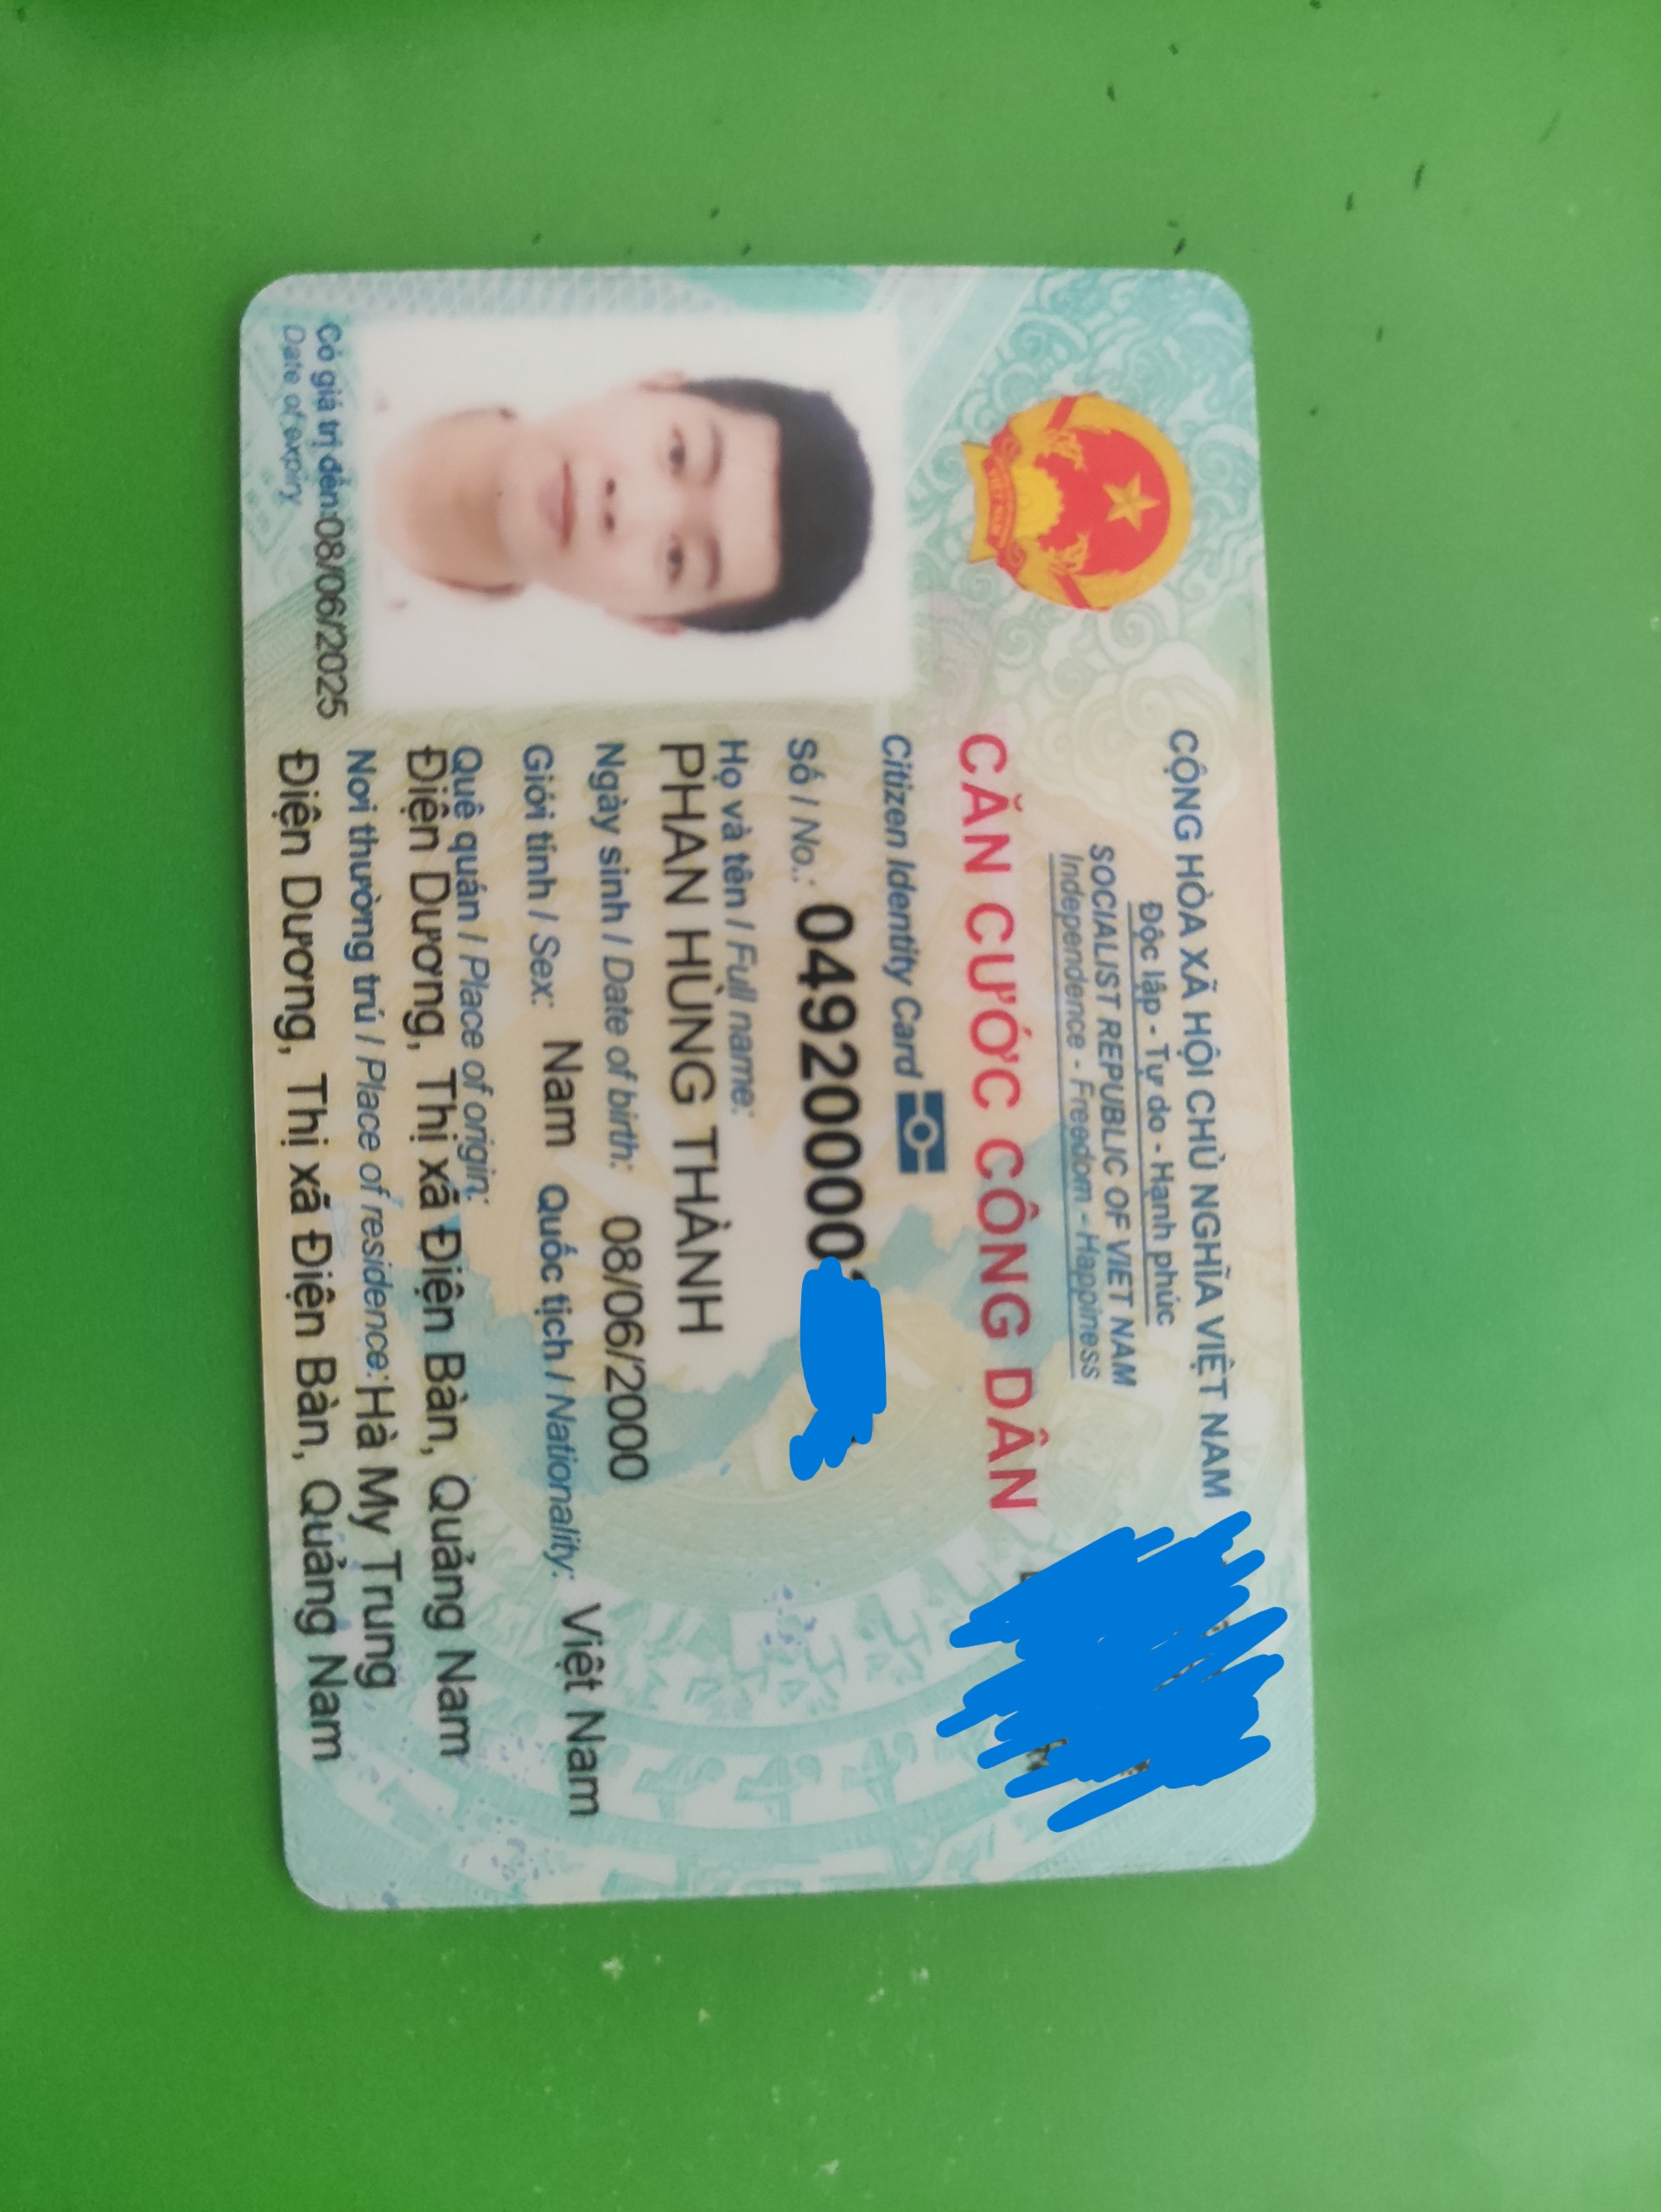 CỘNG HÒA XÃ HỘI CHỦ NGHĨA VIỆT NAM
Độc lập - Tự do - Hạnh phúc
SOCIALIST REPUBLIC OF VIET NAM
Independence - Freedom - Happiness
CĂN CƯỚC CÔNG DÂN
Citizen Identity Card
Số / No.: 04920000
Họ và tên / Full name:
PHAN HÙNG THÀNH
Ngày sinh / Date of birth: 08/06/2000
Giới tính / Sex: Nam Quốc tịch / Nationality: Việt Nam
Quê quán / Place of origin:
Điện Dương, Thị xã Điện Bàn, Quảng Nam
Nơi thường trú / Place of residence: Hà My Trung
Điện Dương, Thị xã Điện Bàn, Quảng Nam
Có giá trị đến: 08/06/2025
Date of expiry